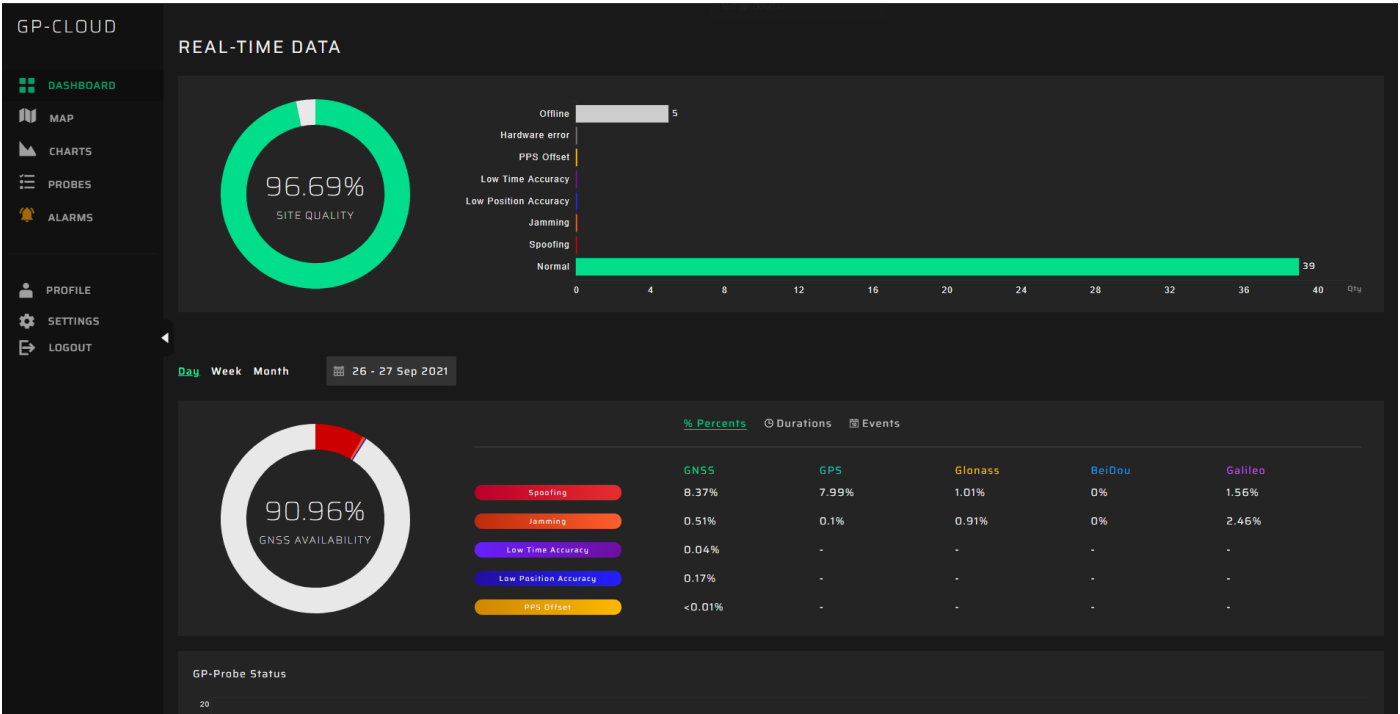 GP-CLOUD
DASHBOARD
MAP
CHARTS
PROBES
ALARMS
PROFILE
SETTINGS
LOGOUT
REAL-TIME DATA
96.69%
SITE QUALITY
Offline 5
Hardware error
PPS Offset
Low Time Accuracy
Low Position Accuracy
Jamming
Spoofing
Normal 39
0 4 8 12 16 20 24 28 32 36 40 Qty
Day Week Month 26 - 27 Sep 2021
90.96%
GNSS AVAILABILITY
% Percents Durations Events
GNSS GPS Glonass BeiDou Galileo
Spoofing 8.37% 7.99% 1.01% 0% 1.56%
Jamming 0.51% 0.1% 0.91% 0% 2.46%
Low Time Accuracy 0.04% - - - -
Low Position Accuracy 0.17% - - - -
PPS Offset <0.01% - - - -
GP-Probe Status
20